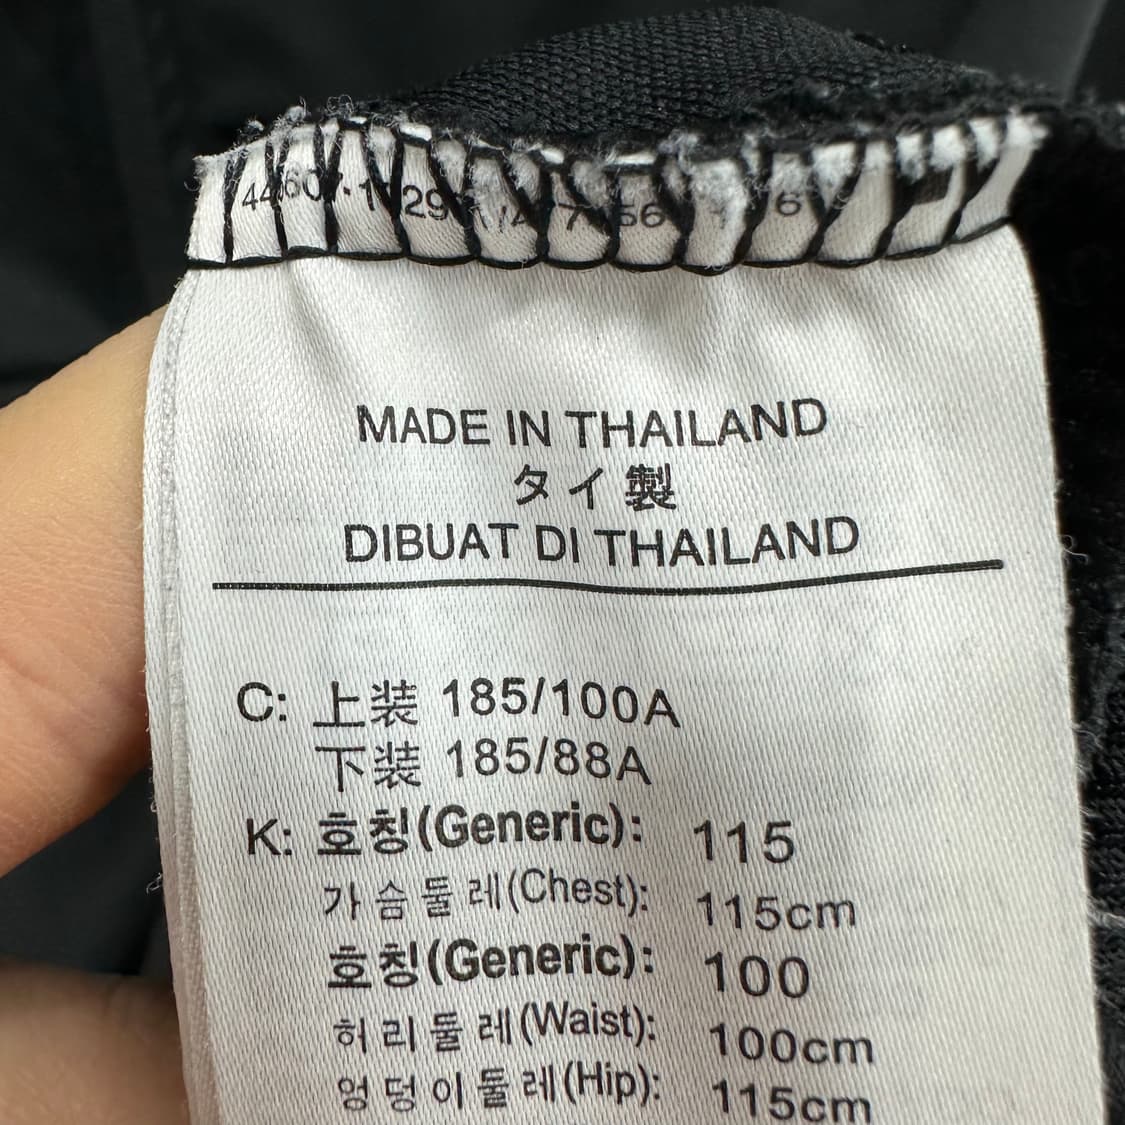 MADE IN THAILAND
タイ製
DIBUAT DI THAILAND
C: 上装 185/100A
下装 185/88A
K: 호칭(Generic): 115
가슴둘레(Chest): 115cm
호칭(Generic): 100
허리둘레(Waist): 100cm
엉덩이둘레(Hip): 115cm